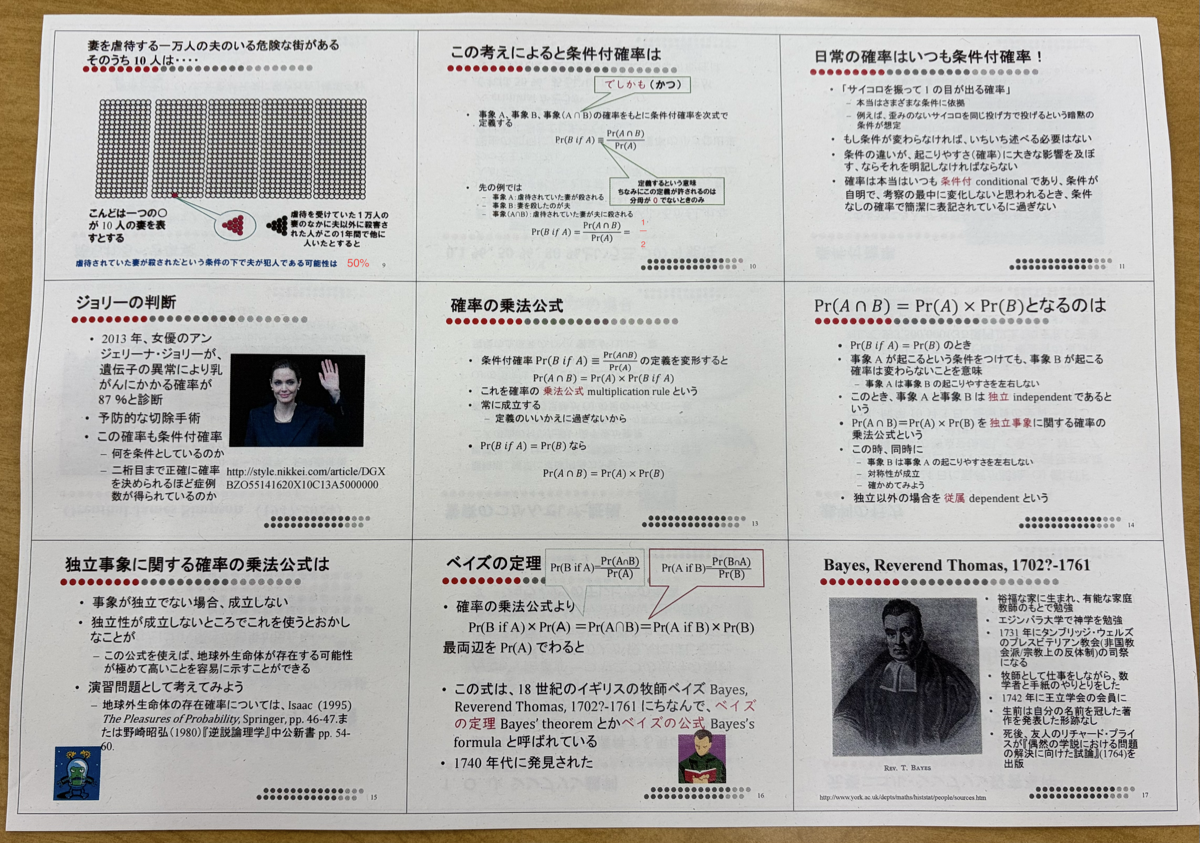 妻を虐待する一万人の夫のいる危険な街がある
そのうち 10 人は‥‥
こんどは一つの○
が 10 人の妻を表
すとする
虐待を受けていた１万人の
妻のなかに夫以外に殺害さ
れた人がこの1年間で他に
人いたとすると
虐待されていた妻が殺されたという条件の下で夫が犯人である可能性は 50%
9
この考えによると条件付確率は
でしかも (かつ)
• 事象 A、事象 B、事象(A∩B)の確率をもとに条件付確率を次式で
定義する
Pr(B if A) ≡ Pr(A ∩ B)/Pr(A)
定義するという意味
ちなみにこの定義が許されるのは
分母が 0 でないときのみ
• 先の例では
– 事象 A:虐待されていた妻が殺される
– 事象 B:妻を殺したのが夫
– 事象(A∩B):虐待されていた妻が夫に殺される
Pr(B if A) = Pr(A ∩ B)/Pr(A) = 1/2
10
日常の確率はいつも条件付確率！
• 「サイコロを振って 1 の目が出る確率」
– 本当はさまざまな条件に依拠
– 例えば、歪みのないサイコロを同じ投げ方で投げるという暗黙の
条件が想定
• もし条件が変わらなければ、いちいち述べる必要はない
• 条件の違いが、起こりやすさ(確率)に大きな影響を及ぼ
す、ならそれを明記しなければならない
• 確率は本当はいつも 条件付 conditional であり、条件が
自明で、考察の最中に変化しないと思われるとき、条件
なしの確率で簡潔に表記されているに過ぎない
11
ジョリーの判断
• 2013 年、女優のアン
ジェリーナ・ジョリーが、
遺伝子の異常により乳
がんにかかる確率が
87 %と診断
• 予防的な切除手術
• この確率も条件付確率
– 何を条件としているのか
– 二桁目まで正確に確率
を決められるほど症例
数が得られているのか
http://style.nikkei.com/article/DGX
BZO55141620X10C13A5000000
確率の乗法公式
• 条件付確率 Pr(B if A) ≡ Pr(A∩B)/Pr(A) の定義を変形すると
Pr(A ∩ B) = Pr(A) × Pr(B if A)
• これを確率の 乗法公式 multiplication rule という
• 常に成立する
– 定義のいいかえに過ぎないから
• Pr(B if A) = Pr(B) なら
Pr(A ∩ B) = Pr(A) × Pr(B)
13
Pr(A ∩ B) = Pr(A) × Pr(B)となるのは
• Pr(B if A) = Pr(B) のとき
• 事象 A が起こるという条件をつけても、事象 B が起こる
確率は変わらないことを意味
– 事象 A は事象 B の起こりやすさを左右しない
• このとき、事象 A と事象 B は 独立 independent であると
いう
• Pr(A∩B)=Pr(A) × Pr(B) を 独立事象に関する確率の
乗法公式という
• この時、同時に
– 事象 B は事象 A の起こりやすさを左右しない
– 対称性が成立
– 確かめてみよう
• 独立以外の場合を 従属 dependent という
14
独立事象に関する確率の乗法公式は
• 事象が独立でない場合、成立しない
• 独立性が成立しないところでこれを使うとおかし
なことが
– この公式を使えば、地球外生命体が存在する可能性
が極めて高いことを容易に示すことができる
• 演習問題として考えてみよう
– 地球外生命体の存在確率については、Isaac (1995)
The Pleasures of Probability, Springer, pp. 46-47.ま
たは野崎昭弘(1980)『逆説論理学』中公新書 pp. 54-
60.
15
ベイズの定理
Pr(B if A)=Pr(A∩B)/Pr(A)
Pr(A if B)=Pr(B∩A)/Pr(B)
• 確率の乗法公式より
Pr(B if A)×Pr(A) =Pr(A∩B)=Pr(A if B)×Pr(B)
最両辺を Pr(A) でわると
• この式は、18 世紀のイギリスの牧師ベイズ Bayes,
Reverend Thomas, 1702?-1761 にちなんで、ベイズ
の定理 Bayes' theorem とかベイズの公式 Bayes's
formula と呼ばれている
• 1740 年代に発見された
16
Bayes, Reverend Thomas, 1702?-1761
• 裕福な家に生まれ、有能な家庭
教師のもとで勉強
• エジンバラ大学で神学を勉強
• 1731 年にタンブリッジ・ウェルズ
のプレスビテリアン教会(非国教
会派/宗教上の反体制)の司祭
になる
• 牧師として仕事をしながら、数
学者と手紙のやりとりをした
• 1742 年に王立学会の会員に
• 生前は自分の名前を冠した著
作を発表した形跡なし
• 死後、友人のリチャード・プライ
スが『偶然の学説における問題
の解決に向けた試論』(1764)を
出版
REV. T. BAYES
http://www.york.ac.uk/depts/maths/histstat/people/sources.htm
17